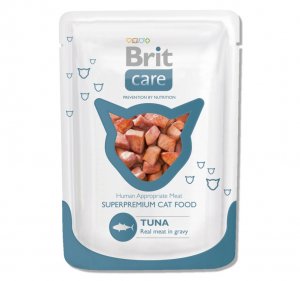 Brit
care
PREVENTION BY NUTRITION
Human Appropriate Meat
SUPERPREMIUM CAT FOOD
TUNA
Real meat in gravy